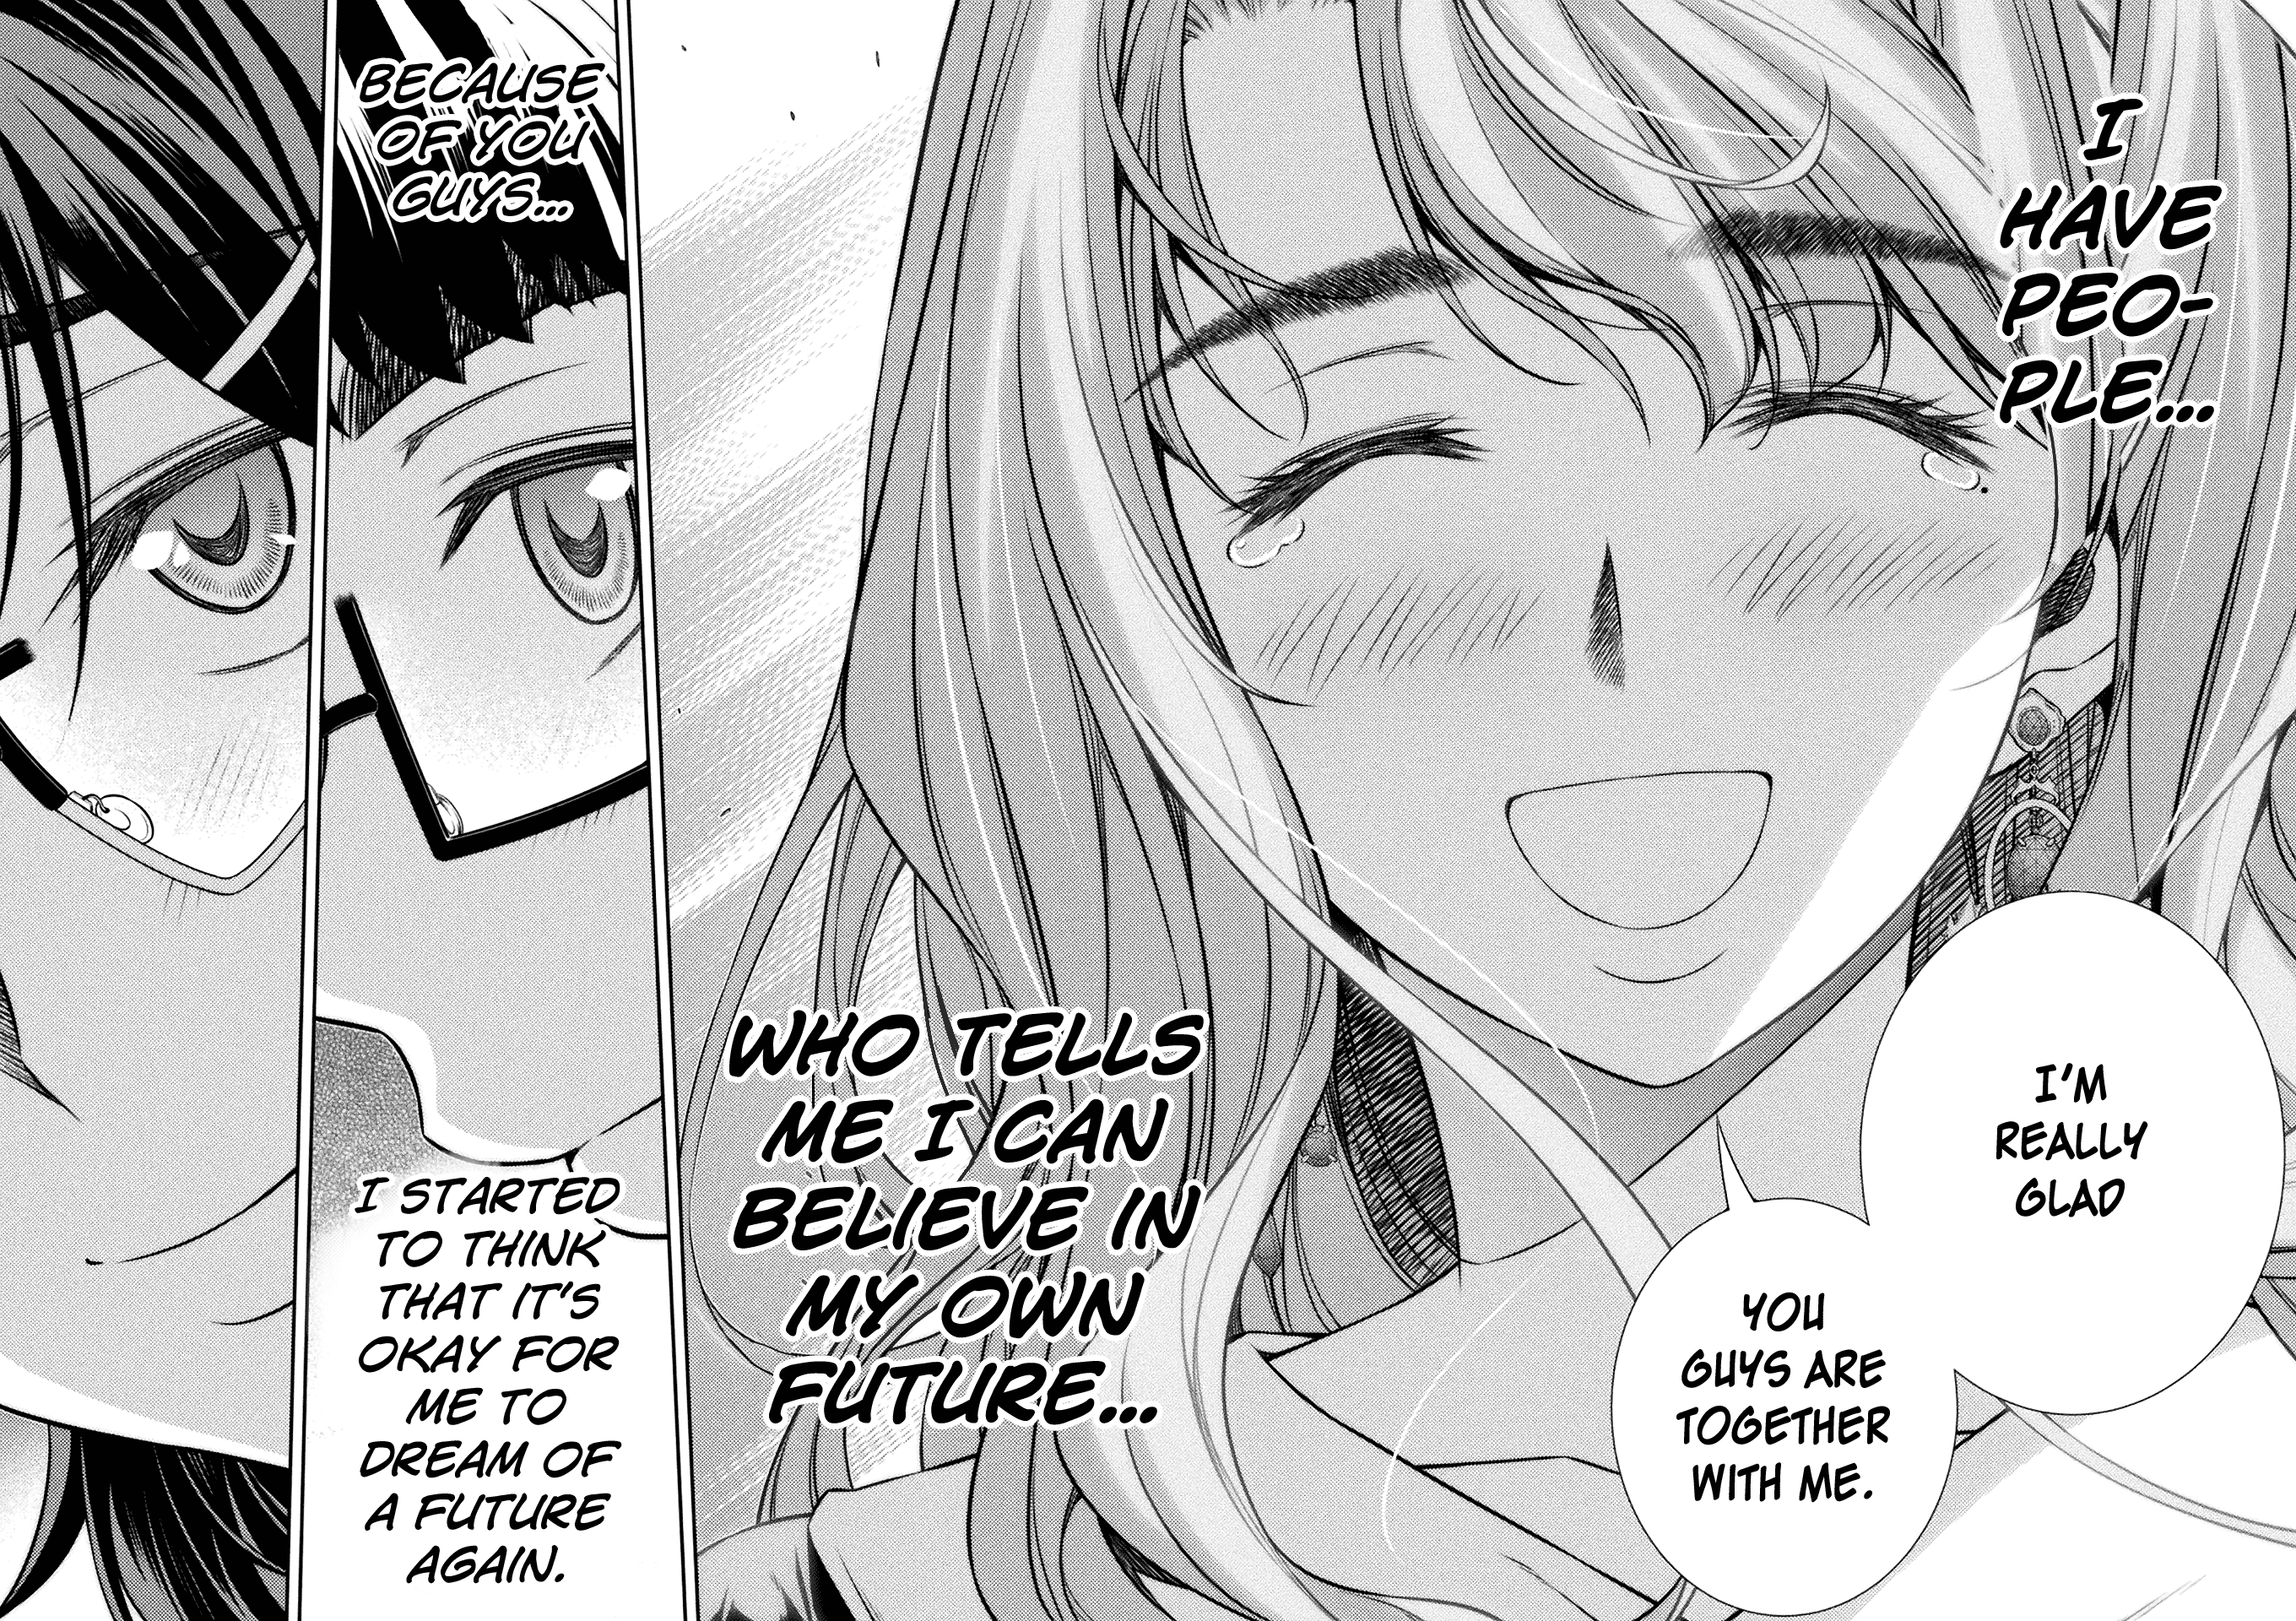 I
HAVE
PEO-
PLE...
I'M
REALLY
GLAD
YOU
GUYS ARE
TOGETHER
WITH ME.
WHO TELLS
ME I CAN
BELIEVE IN
MY OWN
FUTURE...
BECAUSE
OF YOU
GUYS...
I STARTED
TO THINK
THAT IT'S
OKAY FOR
ME TO
DREAM OF
A FUTURE
AGAIN.